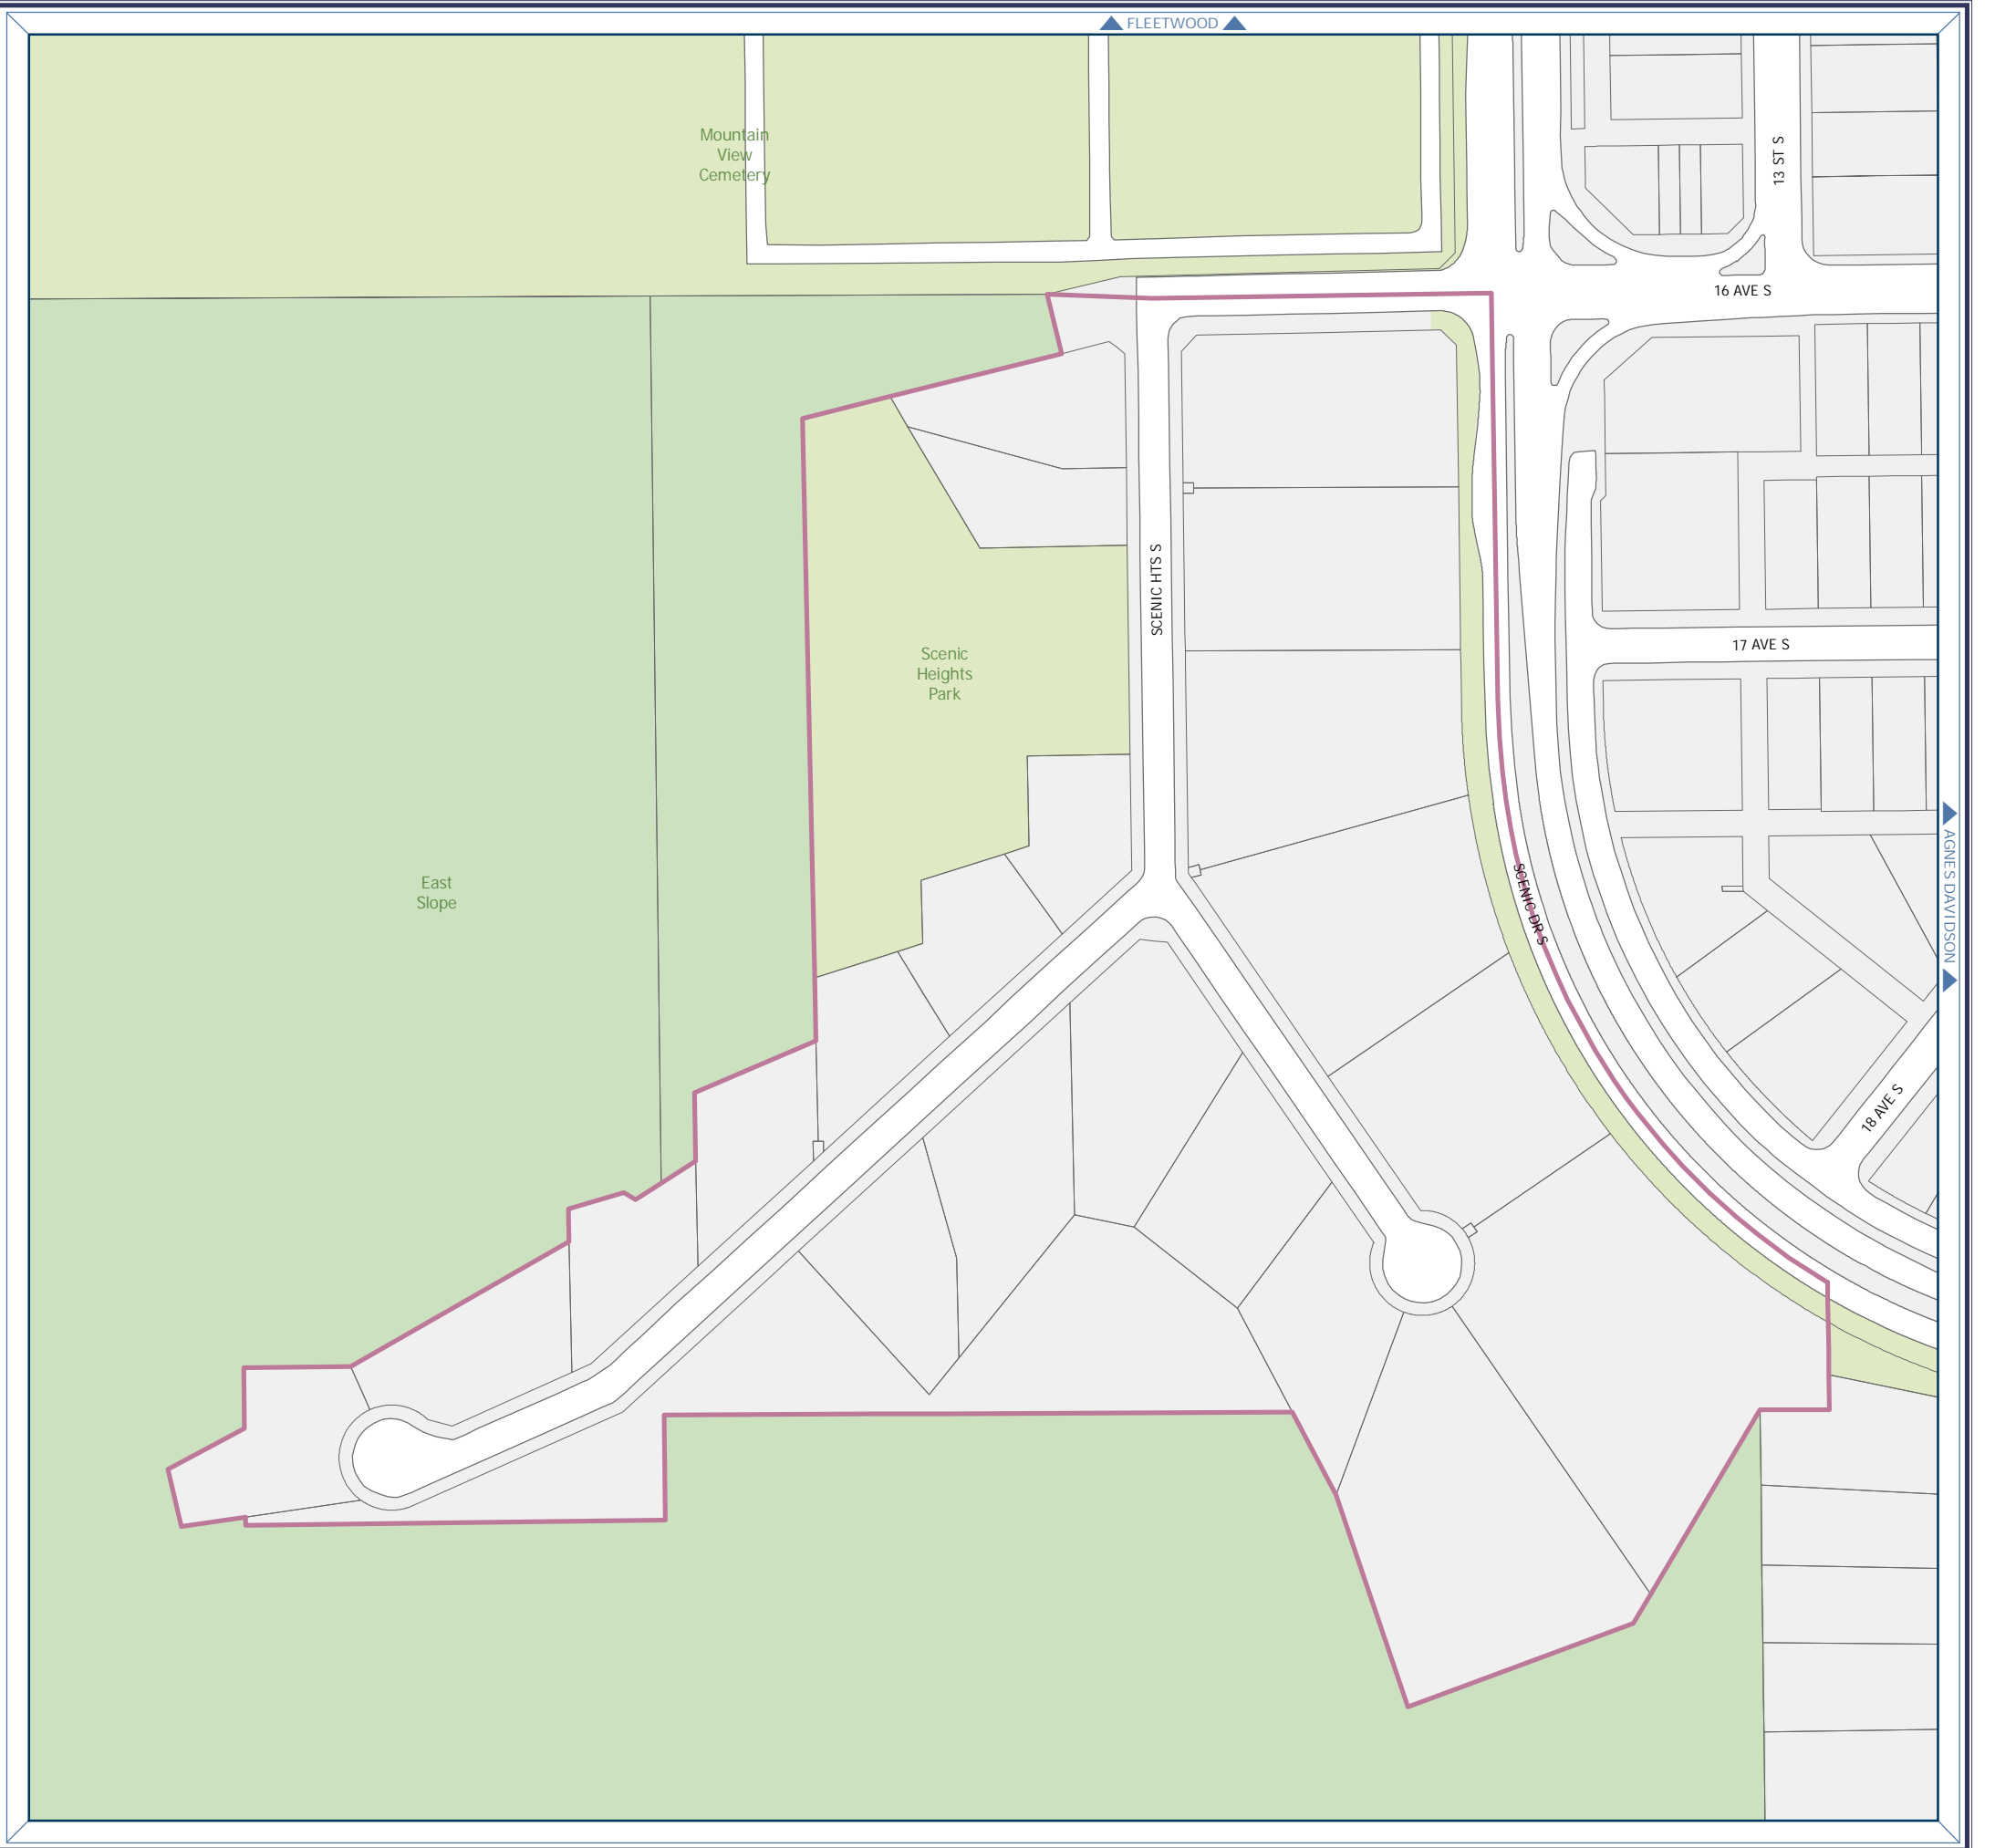 FLEETWOOD
Mountain
View
Cemetery
13 ST S
16 AVE S
SCENIC HTS S
17 AVE S
Scenic
Heights
Park
East
Slope
SCENIC DR S
AGNES DAVIDSON
18 AVE S